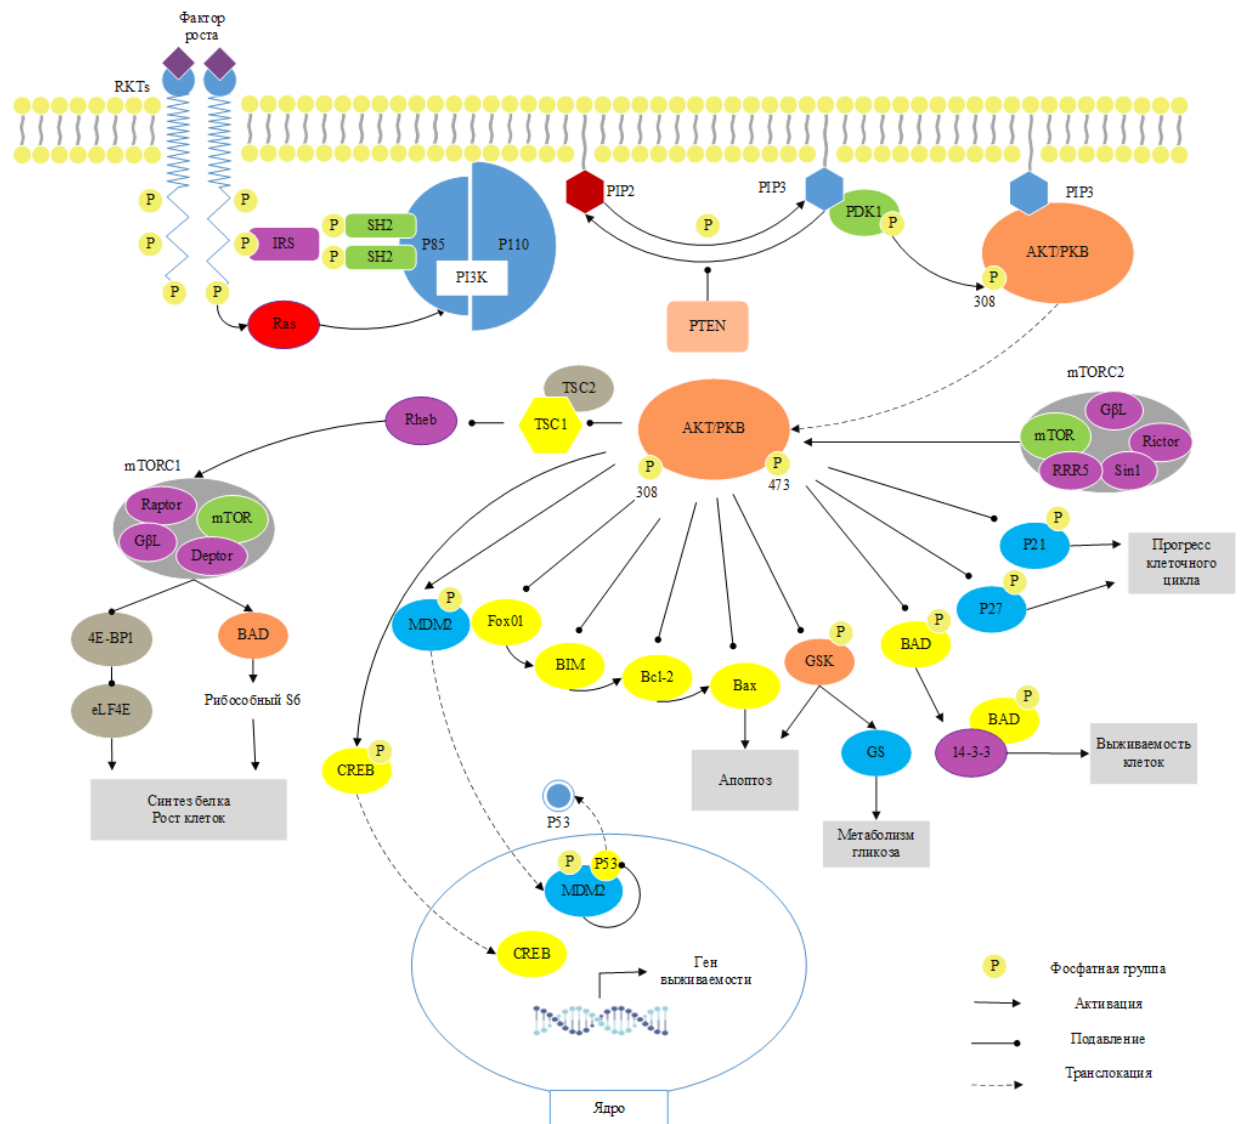 Фактор
роста
RKTs
P
P
P
P
P
P
IRS
P
P
SH2
SH2
P85
P110
PI3K
Ras
PIP2
P
PIP3
PDK1
P
PTEN
PIP3
AKT/PKB
P
308
mTORC2
GβL
mTOR
Rictor
RRR5
Sin1
TSC2
TSC1
Rheb
AKT/PKB
P
308
P
473
mTORC1
Raptor
mTOR
GβL
Deptor
4E-BP1
BAD
eLF4E
Рибосбный S6
Синтез белка
Рост клеток
P
MDM2
Fox01
BIM
Bcl-2
Bax
P
GSK
P
BAD
P
P21
P
P27
Прогресс
клеточного
цикла
P
CREB
Апоптоз
GS
P
BAD
14-3-3
Выживаемость
клеток
Метаболизм
гликоза
P53
P
P53
MDM2
CREB
Ген
выживаемости
Ядро
P
Фосфатная группа
Активация
Подавление
Транслокация